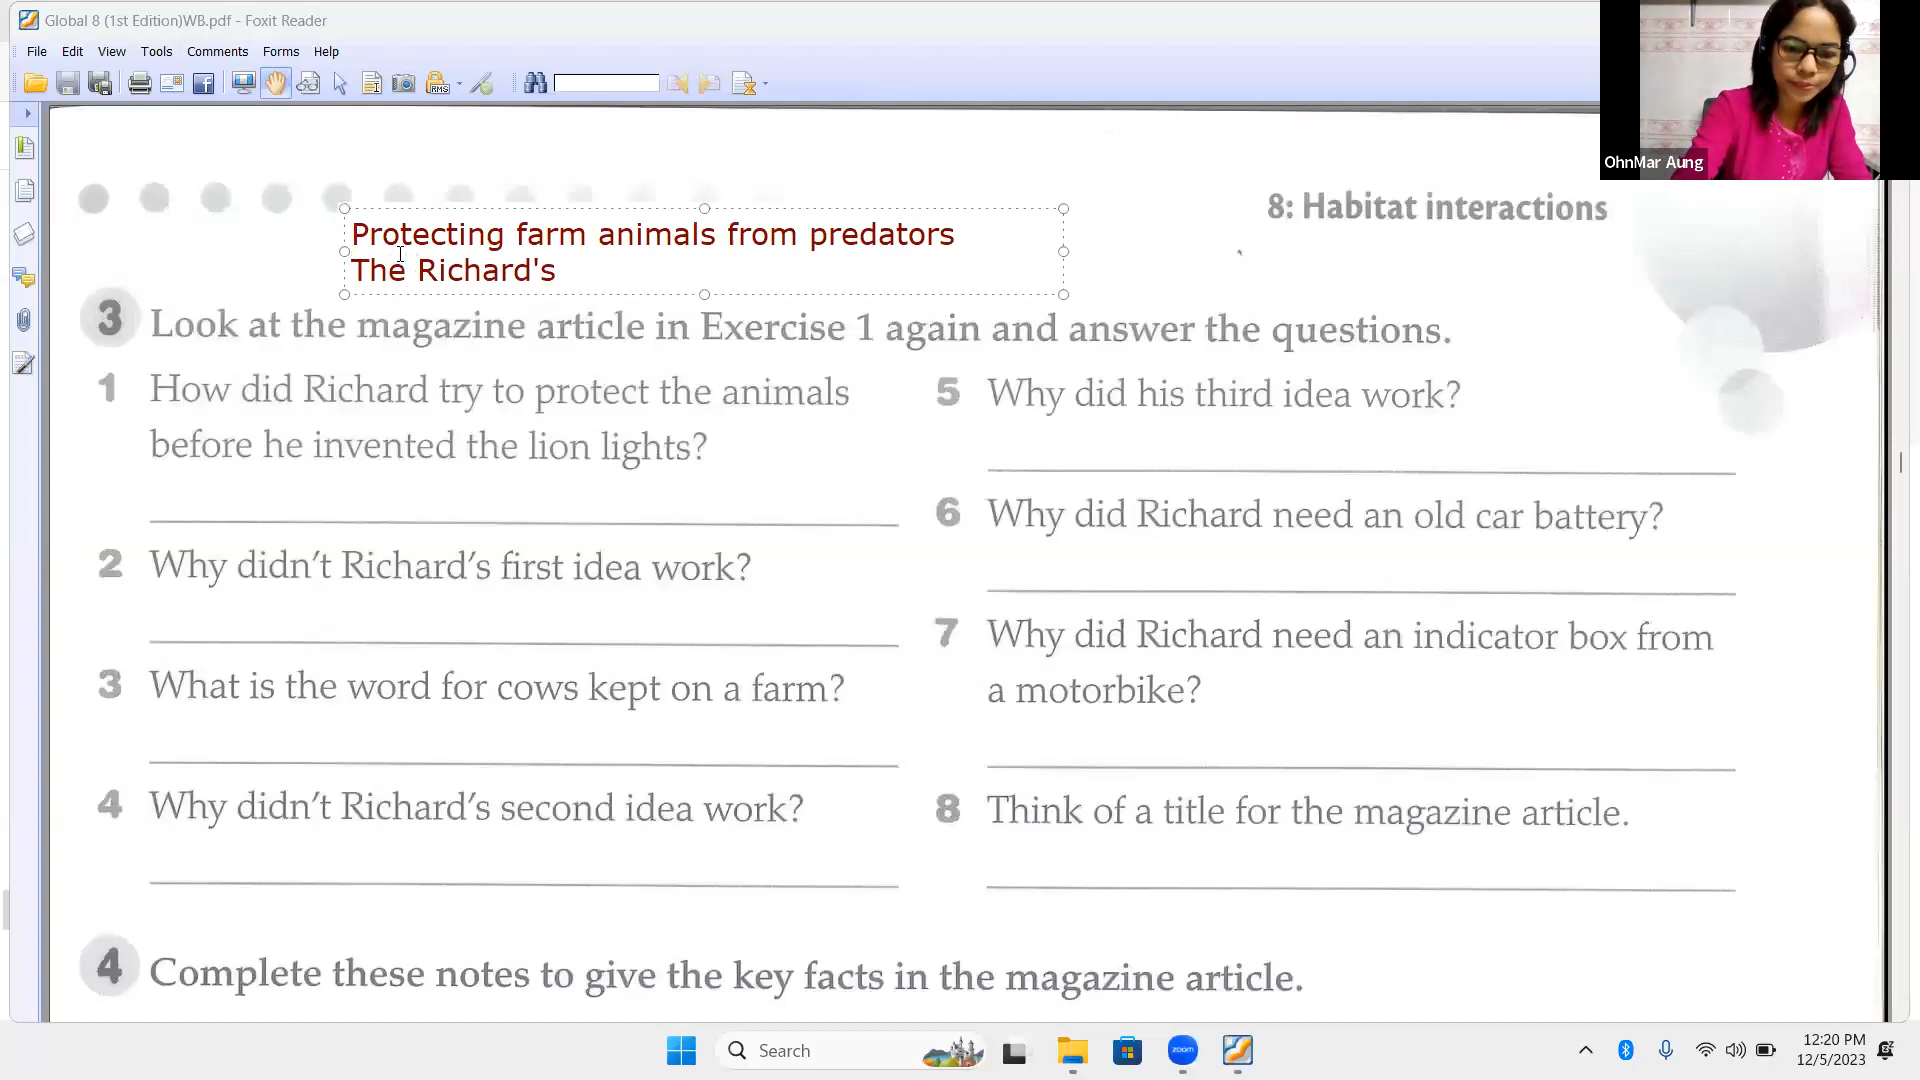 Global 8 (1st Edition)WB.pdf - Foxit Reader
File Edit View Tools Comments Forms Help
RMS
OhnMar Aung
8: Habitat interactions
Protecting farm animals from predators
The Richard's
3 Look at the magazine article in Exercise 1 again and answer the questions.
1 How did Richard try to protect the animals
before he invented the lion lights?
2 Why didn't Richard's first idea work?
3 What is the word for cows kept on a farm?
4 Why didn't Richard's second idea work?
5 Why did his third idea work?
6 Why did Richard need an old car battery?
7 Why did Richard need an indicator box from
a motorbike?
8 Think of a title for the magazine article.
4 Complete these notes to give the key facts in the magazine article.
Search
zoom
12:20 PM
12/5/2023